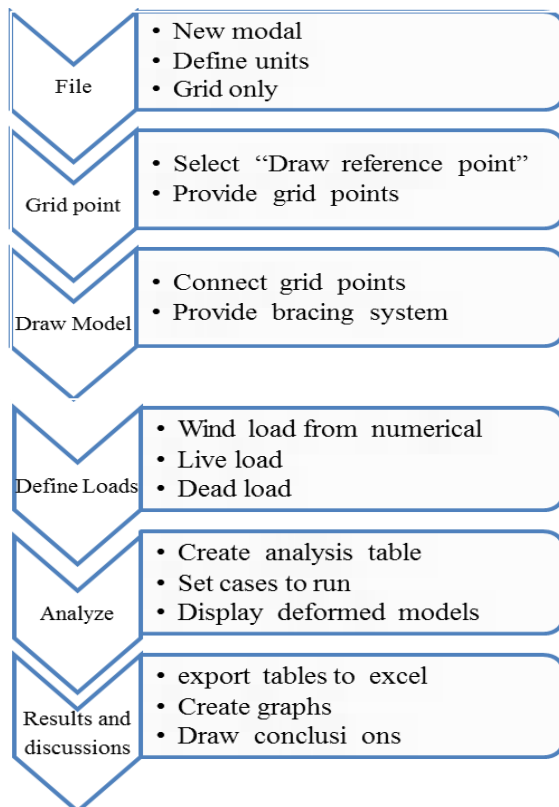 File
• New modal
• Define units
• Grid only
Grid point
• Select “Draw reference point”
• Provide grid points
Draw Model
• Connect grid points
• Provide bracing system
Define Loads
• Wind load from numerical
• Live load
• Dead load
Analyze
• Create analysis table
• Set cases to run
• Display deformed models
Results and
discussions
• export tables to excel
• Create graphs
• Draw conclusi ons